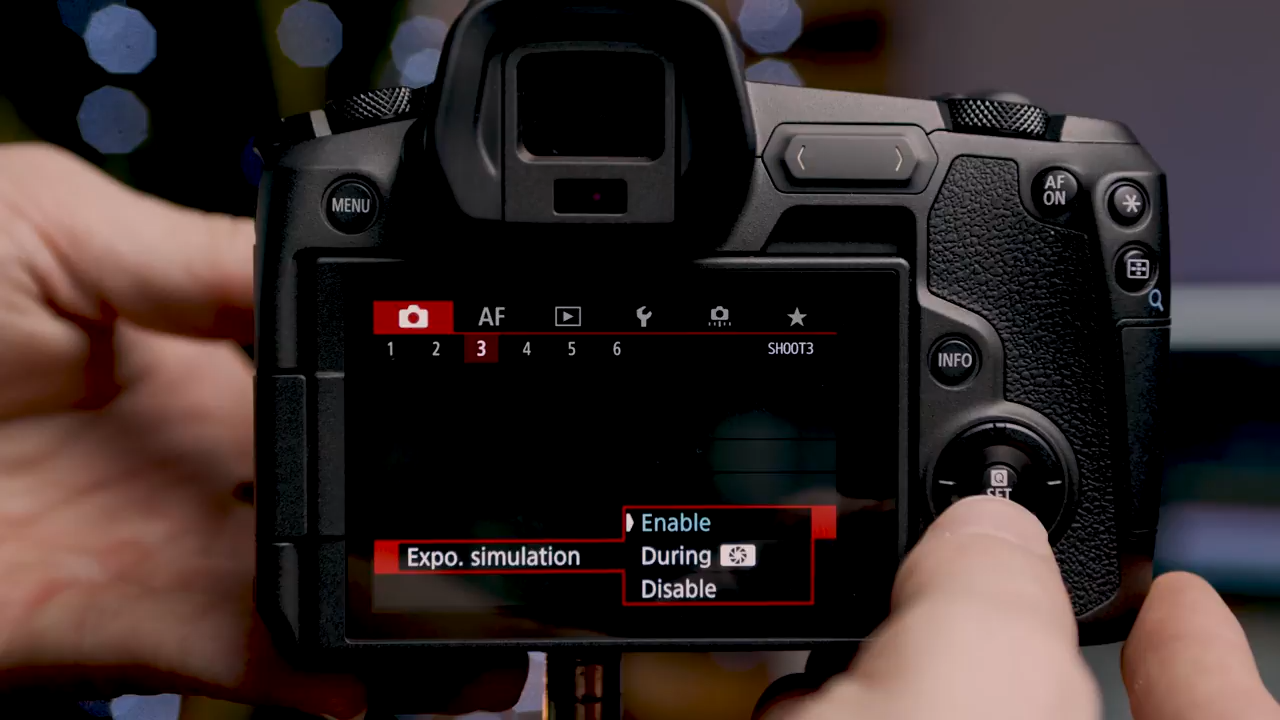 MENU
AF
ON
INFO
Q
SET
AF
1 2 3 4 5 6 SHOOT3
Expo. simulation
Enable
During
Disable